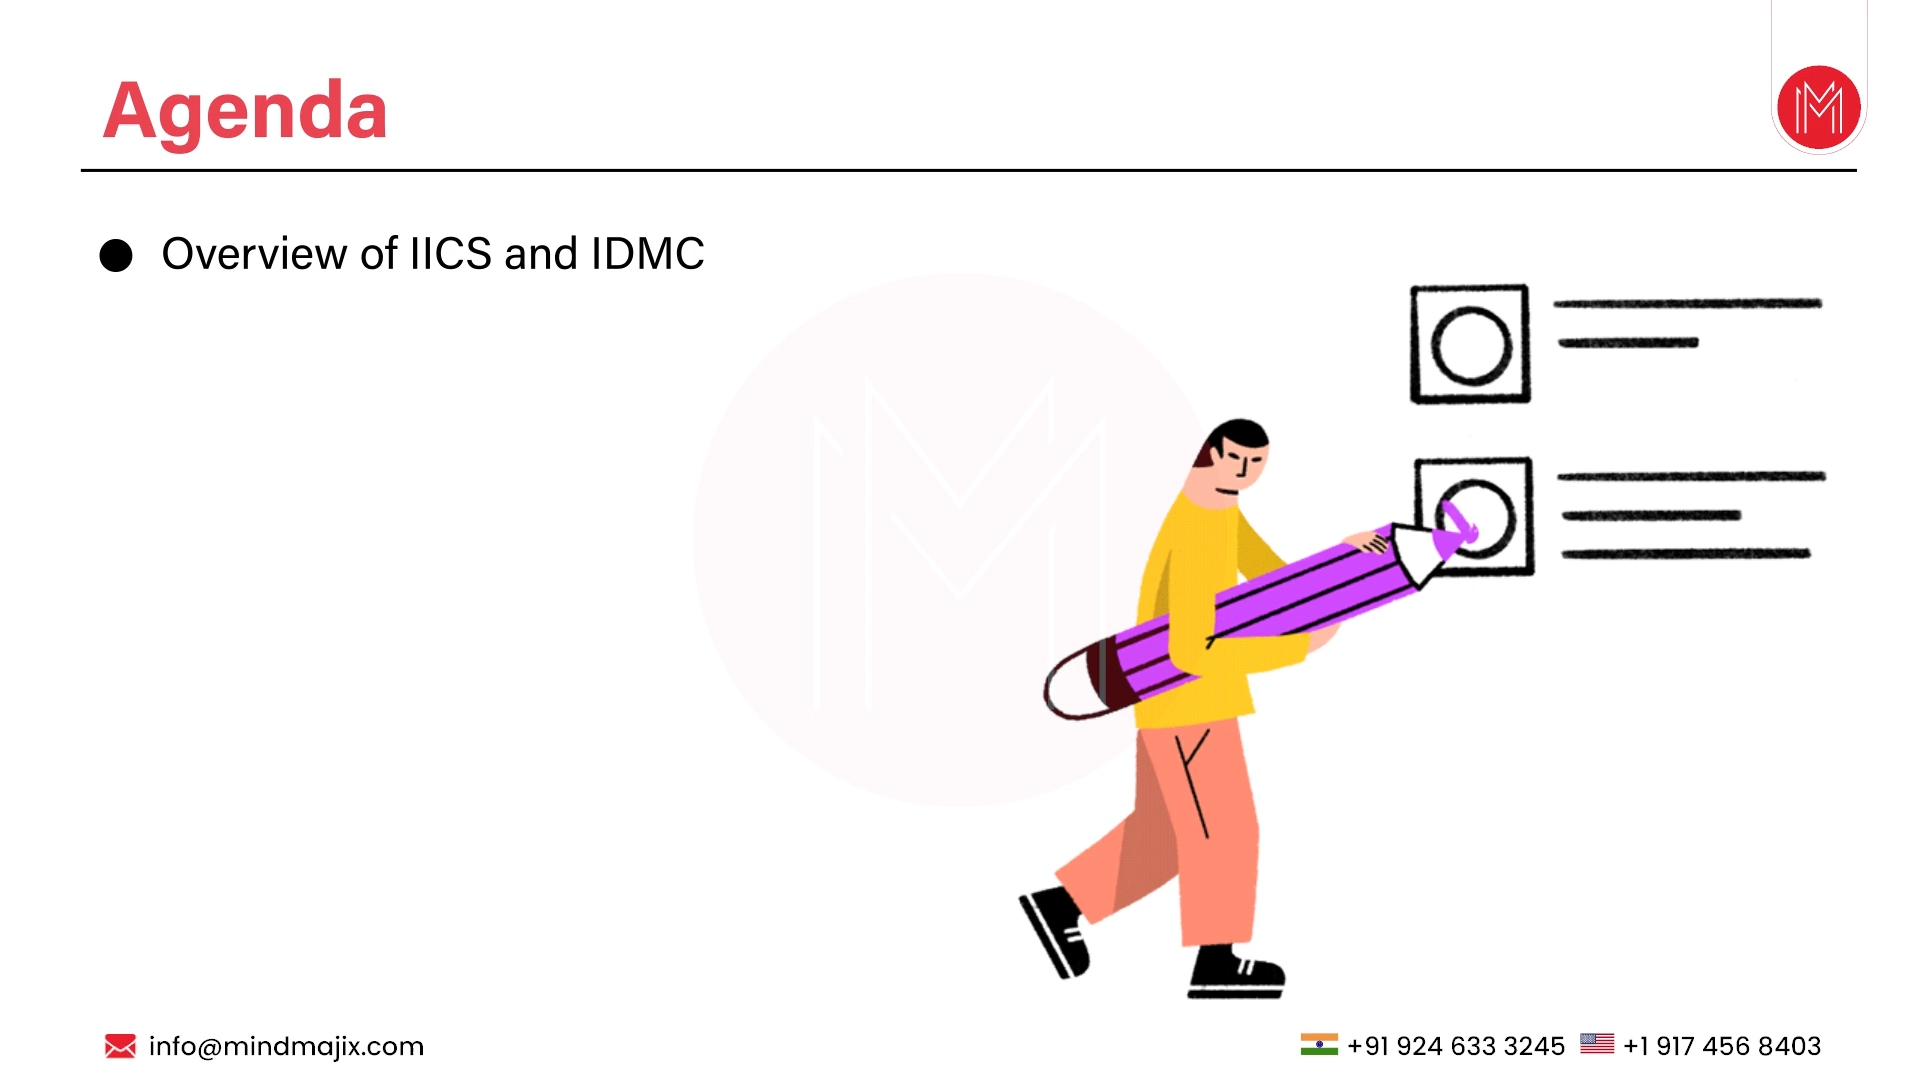 Agenda
Overview of IICS and IDMC
info@mindmajix.com
+91 924 633 3245
+1 917 456 8403